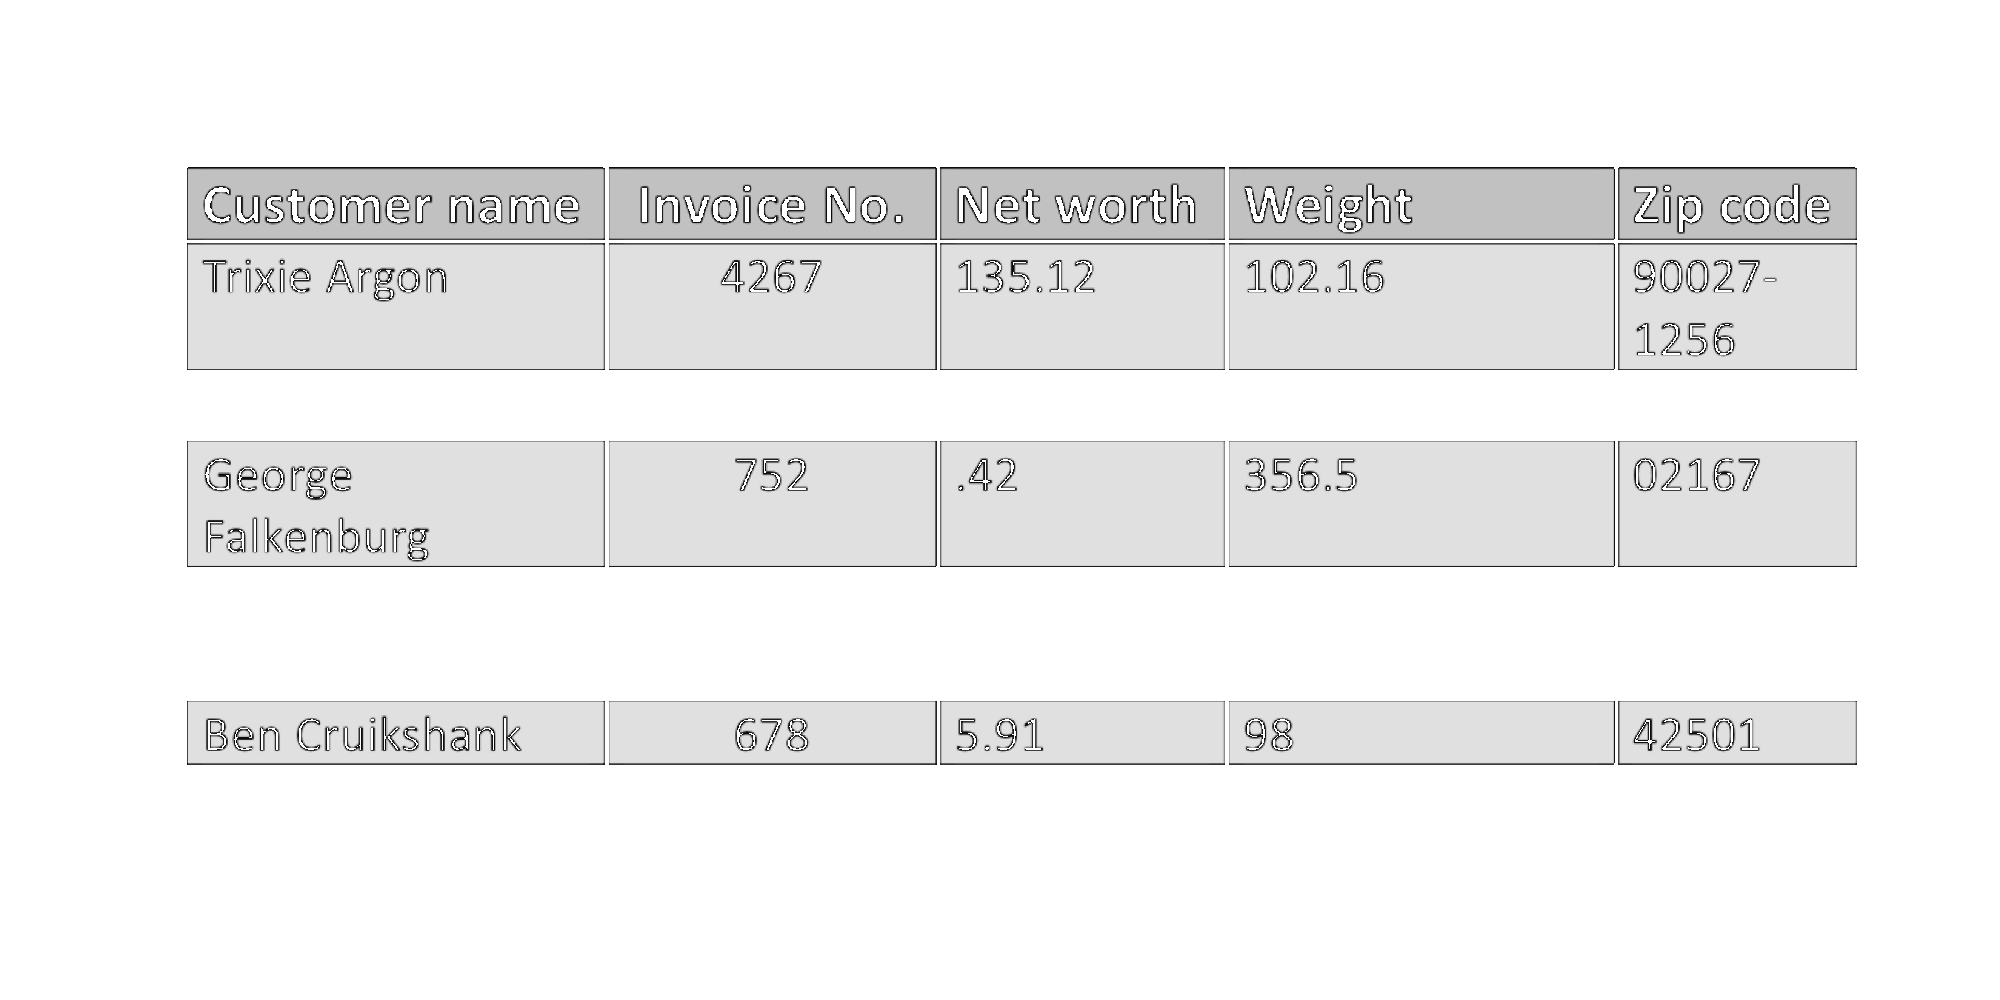 Customer name Invoice No. Net worth Weight Zip code
Trixie Argon 4267 135.12 102.16 90027-
1256
George 752 .42 356.5 02167
Falkenburg
Ben Cruikshank 678 5.91 98 42501